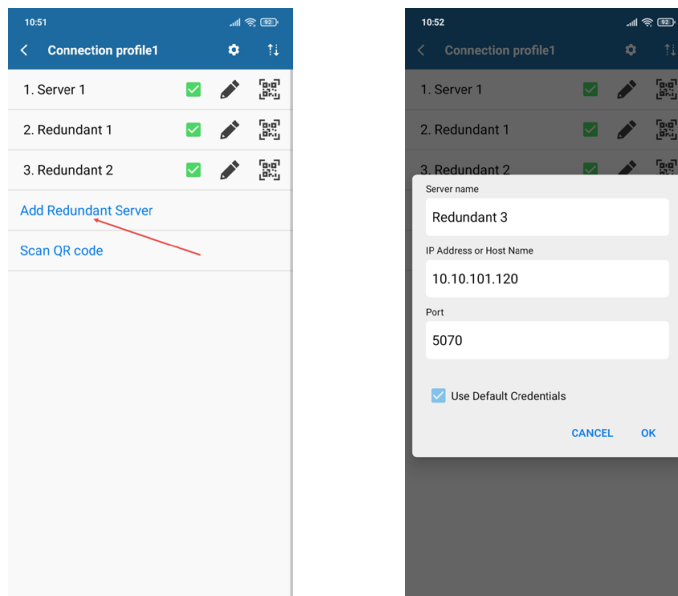 10:51
92
Connection profile1
1. Server 1
2. Redundant 1
3. Redundant 2
Add Redundant Server
Scan QR code
10:52
92
Connection profile1
1. Server 1
2. Redundant 1
3. Redundant 2
Server name
Redundant 3
IP Address or Host Name
10.10.101.120
Port
5070
Use Default Credentials
CANCEL OK